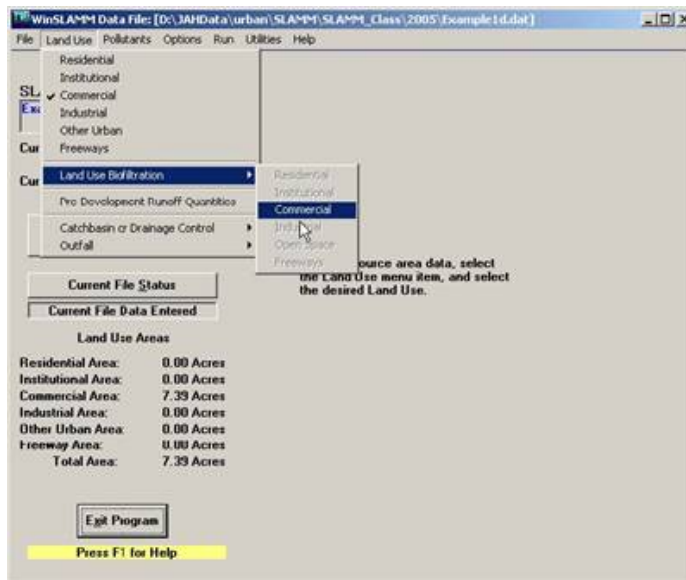 WinSLAMM Data File: [D:\JAHData\urban\SLAMM\SLAMM_Class\2005\Example1d.dat]
File Land Use Pollutants Options Run Utilities Help
Residential
Institutional
Commercial
Industrial
Other Urban
Freeways
Land Use Biofiltration
Pre Development Runoff Quantities
Catchbasin or Drainage Control
Outfall
Residential
Institutional
Commercial
Industrial
Open Space
Freeways
SL
Exa
Cur
Cur
ource area data, select
the Land Use menu item, and select
the desired Land Use.
Current File Status
Current File Data Entered
Land Use Areas
Residential Area: 0.00 Acres
Institutional Area: 0.00 Acres
Commercial Area: 7.39 Acres
Industrial Area: 0.00 Acres
Other Urban Area: 0.00 Acres
Freeway Area: 0.00 Acres
Total Area: 7.39 Acres
Exit Program
Press F1 for Help